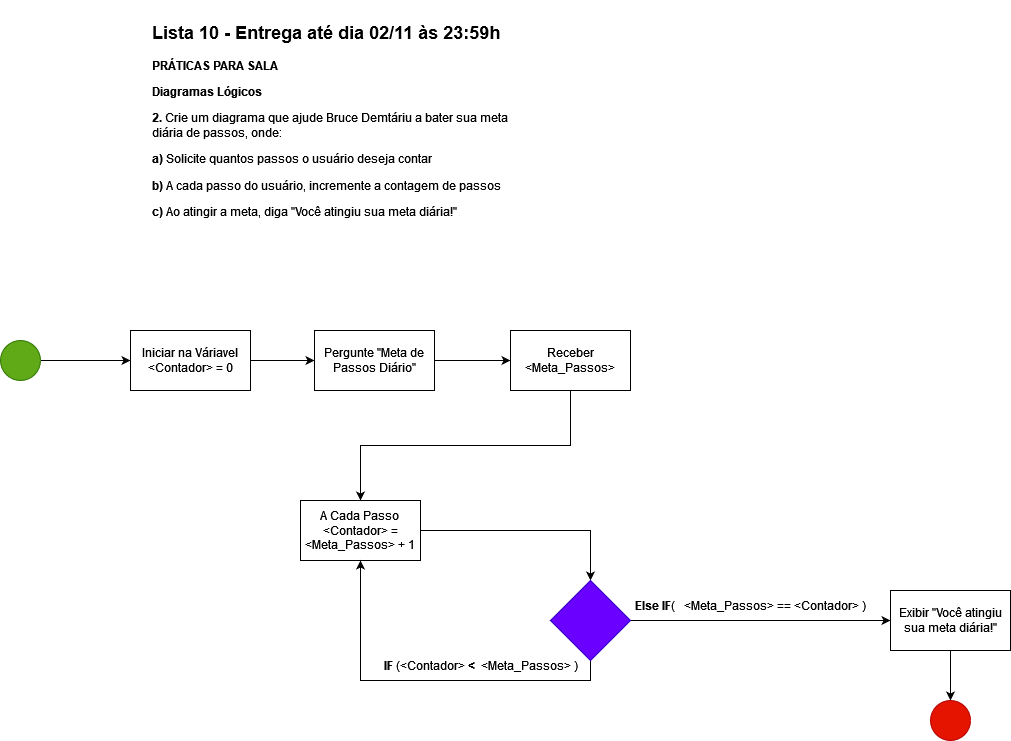 Lista 10 - Entrega até dia 02/11 às 23:59h
PRÁTICAS PARA SALA
Diagramas Lógicos
2. Crie um diagrama que ajude Bruce Demtáriu a bater sua meta
diária de passos, onde:
a) Solicite quantos passos o usuário deseja contar
b) A cada passo do usuário, incremente a contagem de passos
c) Ao atingir a meta, diga "Você atingiu sua meta diária!"
Iniciar na Váriavel
<Contador> = 0
Pergunte "Meta de
Passos Diário"
Receber
<Meta_Passos>
A Cada Passo
<Contador> =
<Meta_Passos> + 1
Else IF( <Meta_Passos> == <Contador> )
Exibir "Você atingiu
sua meta diária!"
IF (<Contador> < <Meta_Passos> )